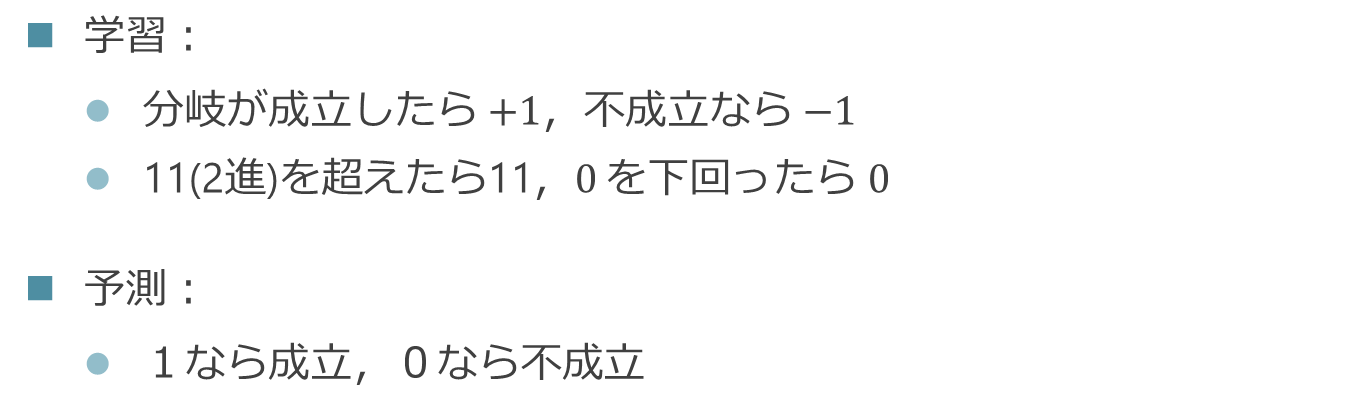 学習：
分岐が成立したら +1，不成立なら −1
11(2進)を超えたら11，0 を下回ったら 0
予測：
１なら成立，０なら不成立